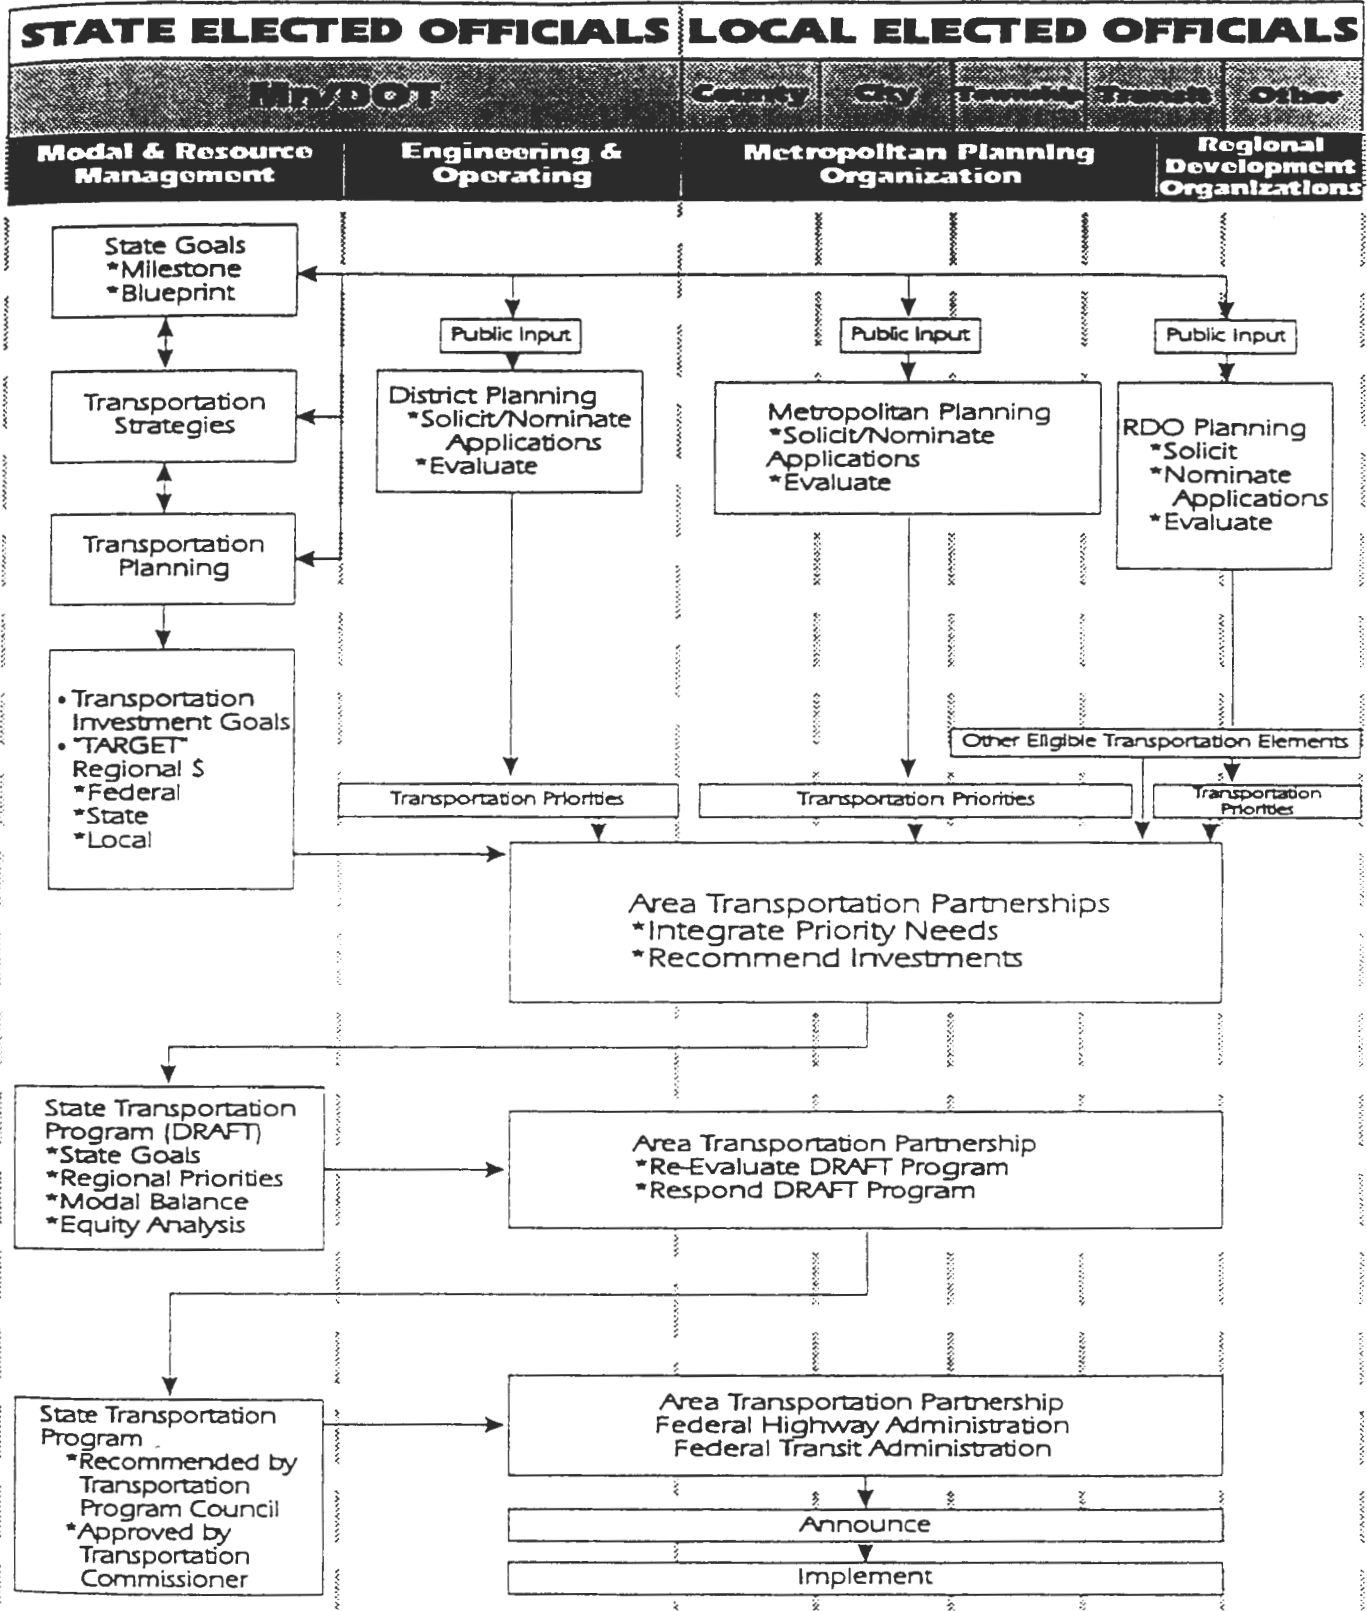 STATE ELECTED OFFICIALS
LOCAL ELECTED OFFICIALS
Mn/DOT
County
City
Township
Transit
Other
Modal & Resource
Management
Engineering &
Operating
Metropolitan Planning
Organization
Regional
Development
Organizations
State Goals
*Milestone
*Blueprint
Public Input
Public Input
Public Input
Transportation
Strategies
District Planning
*Solicit/Nominate
Applications
*Evaluate
Metropolitan Planning
*Solicit/Nominate
Applications
*Evaluate
RDO Planning
*Solicit
*Nominate
Applications
*Evaluate
Transportation
Planning
• Transportation
Investment Goals
• "TARGET"
Regional $
*Federal
*State
*Local
Other Eligible Transportation Elements
Transportation Priorities
Transportation Priorities
Transportation
Priorities
Area Transportation Partnerships
*Integrate Priority Needs
*Recommend Investments
State Transportation
Program (DRAFT)
*State Goals
*Regional Priorities
*Modal Balance
*Equity Analysis
Area Transportation Partnership
*Re-Evaluate DRAFT Program
*Respond DRAFT Program
State Transportation
Program
*Recommended by
Transportation
Program Council
*Approved by
Transportation
Commissioner
Area Transportation Partnership
Federal Highway Administration
Federal Transit Administration
Announce
Implement